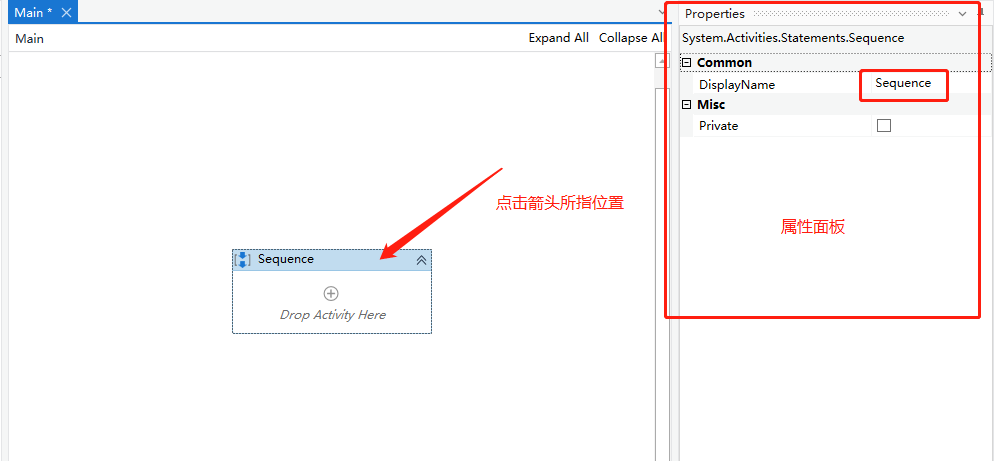 Main *
Main
Expand All
Collapse Al
点击箭头所指位置
Sequence
Drop Activity Here
Properties
System.Activities.Statements.Sequence
Common
DisplayName
Sequence
Misc
Private
属性面板